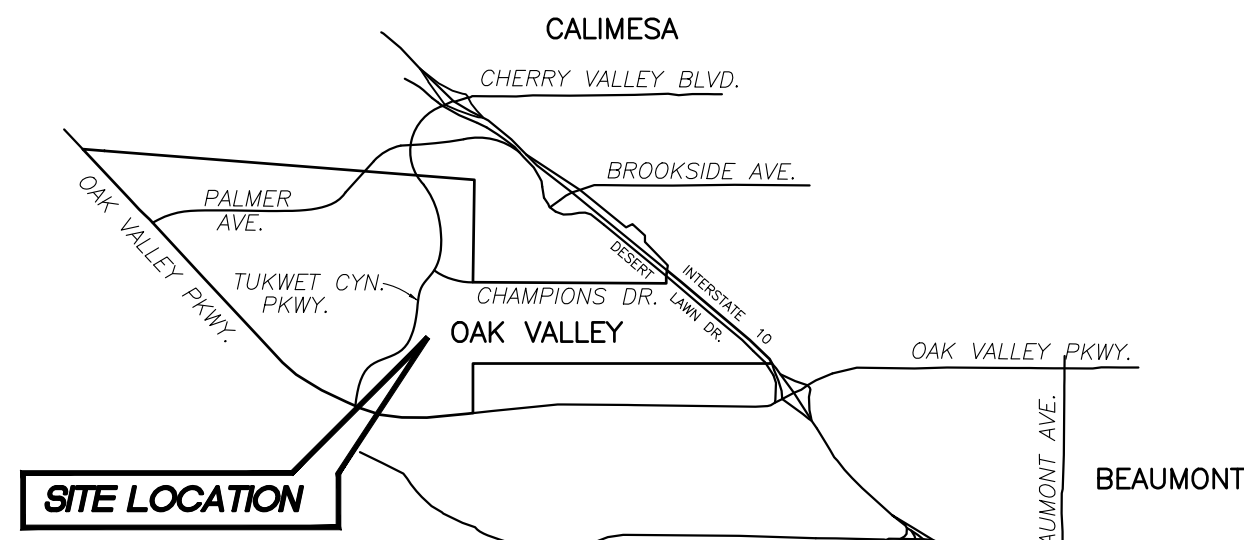 CALIMESA
CHERRY VALLEY BLVD.
BROOKSIDE AVE.
PALMER
AVE.
OAK VALLEY PKWY.
TUKWET CYN.
PKWY.
DESERT
LAWN DR.
INTERSTATE 10
CHAMPIONS DR.
OAK VALLEY
OAK VALLEY PKWY.
AUMONT AVE.
BEAUMONT
SITE LOCATION